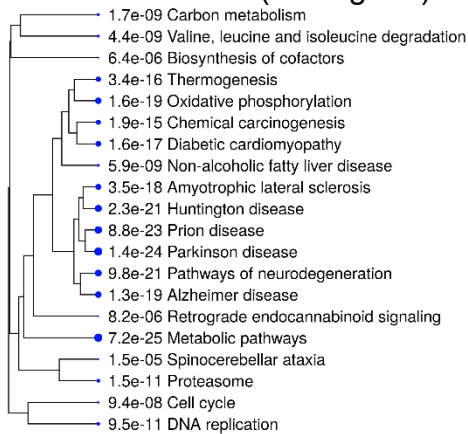 1.7e-09 Carbon metabolism
4.4e-09 Valine, leucine and isoleucine degradation
6.4e-06 Biosynthesis of cofactors
3.4e-16 Thermogenesis
1.6e-19 Oxidative phosphorylation
1.9e-15 Chemical carcinogenesis
1.6e-17 Diabetic cardiomyopathy
5.9e-09 Non-alcoholic fatty liver disease
3.5e-18 Amyotrophic lateral sclerosis
2.3e-21 Huntington disease
8.8e-23 Prion disease
1.4e-24 Parkinson disease
9.8e-21 Pathways of neurodegeneration
1.3e-19 Alzheimer disease
8.2e-06 Retrograde endocannabinoid signaling
7.2e-25 Metabolic pathways
1.5e-05 Spinocerebellar ataxia
1.5e-11 Proteasome
9.4e-08 Cell cycle
9.5e-11 DNA replication